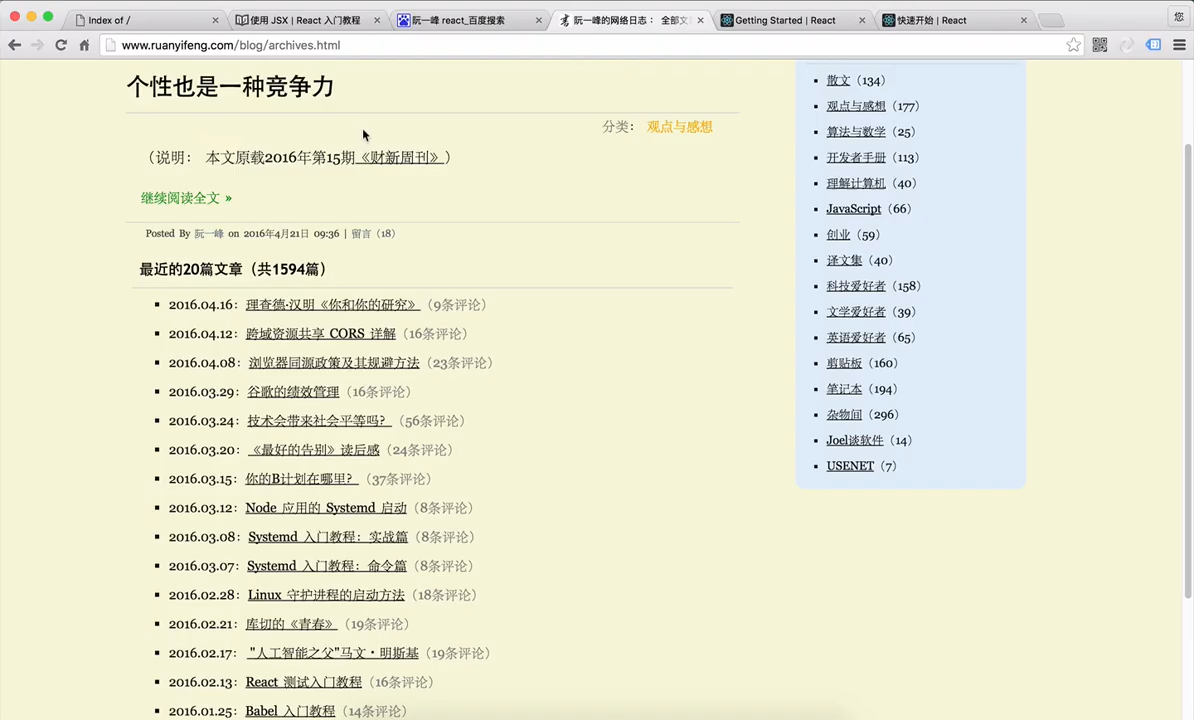 Index of /
使用 JSX | React 入门教程
阮一峰 react_百度搜索
阮一峰的网络日志： 全部文
Getting Started | React
快速开始 | React
您
www.ruanyifeng.com/blog/archives.html
个性也是一种竞争力
分类： 观点与感想
（说明： 本文原载2016年第15期《财新周刊》）
继续阅读全文 »
Posted By 阮一峰 on 2016年4月21日 09:36 | 留言（18）
最近的20篇文章（共1594篇）
2016.04.16： 理查德·汉明《你和你的研究》（9条评论）
2016.04.12： 跨域资源共享 CORS 详解（16条评论）
2016.04.08： 浏览器同源政策及其规避方法（23条评论）
2016.03.29： 谷歌的绩效管理（16条评论）
2016.03.24： 技术会带来社会平等吗？（56条评论）
2016.03.20： 《最好的告别》读后感（24条评论）
2016.03.15： 你的B计划在哪里？（37条评论）
2016.03.12： Node 应用的 Systemd 启动（8条评论）
2016.03.08： Systemd 入门教程：实战篇（8条评论）
2016.03.07： Systemd 入门教程：命令篇（8条评论）
2016.02.28： Linux 守护进程的启动方法（18条评论）
2016.02.21： 库切的《青春》（19条评论）
2016.02.17： "人工智能之父"马文·明斯基（19条评论）
2016.02.13： React 测试入门教程（16条评论）
2016.01.25： Babel 入门教程（14条评论）
散文（134）
观点与感想（177）
算法与数学（25）
开发者手册（113）
理解计算机（40）
JavaScript（66）
创业（59）
译文集（40）
科技爱好者（158）
文学爱好者（39）
英语爱好者（65）
剪贴板（160）
笔记本（194）
杂物间（296）
Joel谈软件（14）
USENET（7）